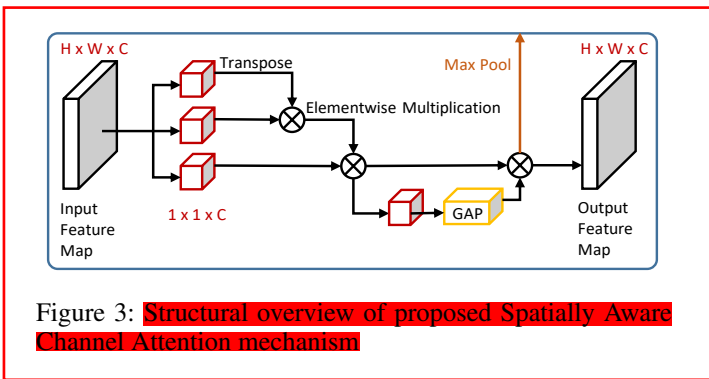 H x W x C
H x W x C
Transpose
Max Pool
Elementwise Multiplication
Input
Feature
Map
1 x 1 x C
GAP
Output
Feature
Map
Figure 3: Structural overview of proposed Spatially Aware
Channel Attention mechanism